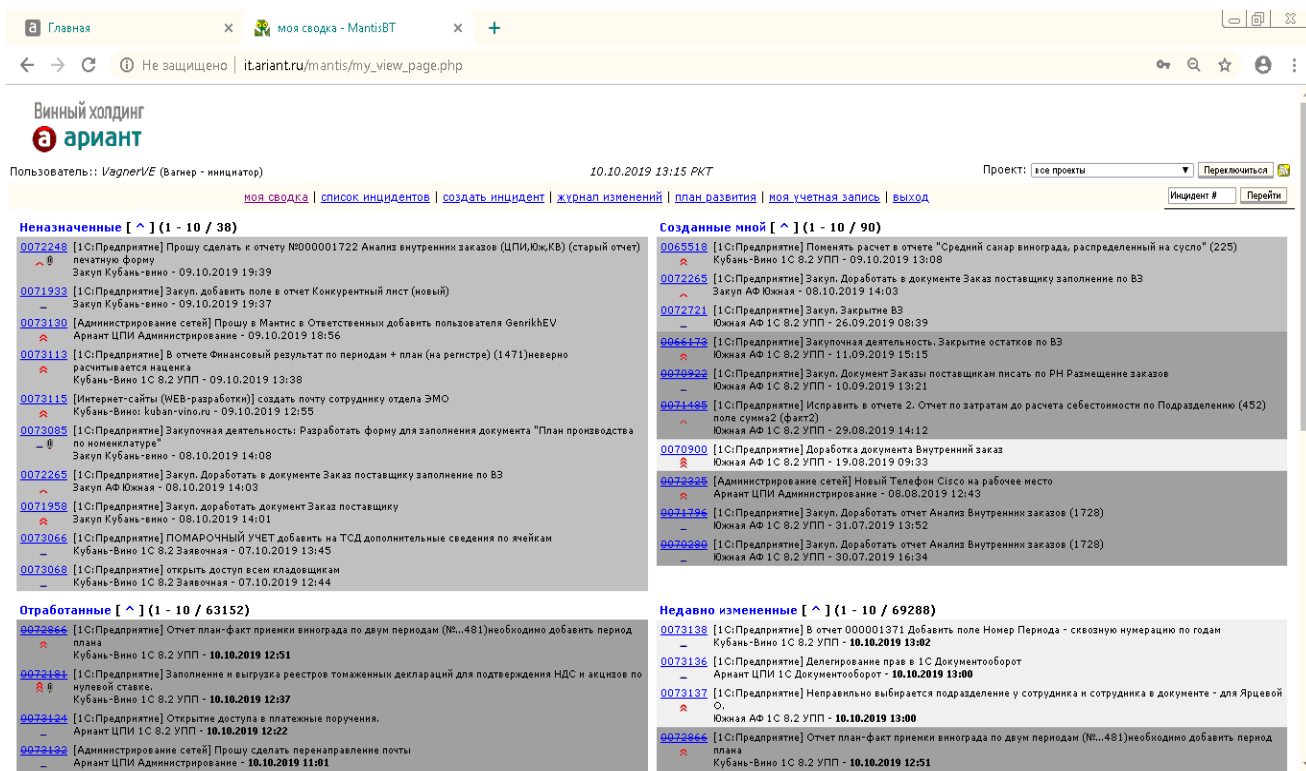 Главная
моя сводка - MantisBT
Не защищено | it.ariant.ru/mantis/my_view_page.php
Винный холдинг
ариант
Пользователь:: VagnerVE (Вагнер - инициатор)
10.10.2019 13:15 PKT
Проект: все проекты
Переключиться
моя сводка | список инцидентов | создать инцидент | журнал изменений | план развития | моя учетная запись | выход
Инцидент #
Перейти
Неназначенные [ ^ ] (1 - 10 / 38)
0072248 [1С:Предприятие] Прошу сделать к отчету №000001722 Анализ внутренних заказов (ЦПИ,Юж,КВ) (старый отчет)
печатную форму
Закуп Кубань-вино - 09.10.2019 19:39
0071933 [1С:Предприятие] Закуп. добавить поле в отчет Конкурентный лист (новый)
Закуп Кубань-вино - 09.10.2019 19:37
0073130 [Администрирование сетей] Прошу в Мантис в Ответственных добавить пользователя GenrikhEV
Ариант ЦПИ Администрирование - 09.10.2019 18:56
0073113 [1С:Предприятие] В отчете Финансовый результат по периодам + план (на регистре) (1471)неверно
расчитывается наценка
Кубань-Вино 1С 8.2 УПП - 09.10.2019 13:38
0073115 [Интернет-сайты (WEB-разработки)] создать почту сотруднику отдела ЭМО
Кубань-Вино: kuban-vino.ru - 09.10.2019 12:55
0073085 [1С:Предприятие] Закупочная деятельность: Разработать форму для заполнения документа "План производства
по номенклатуре"
Закуп Кубань-вино - 08.10.2019 14:08
0072265 [1С:Предприятие] Закуп. Доработать в документе Заказ поставщику заполнение по ВЗ
Закуп АФ Южная - 08.10.2019 14:03
0071958 [1С:Предприятие] Закуп. доработать документ Заказ поставщику
Закуп Кубань-вино - 08.10.2019 14:01
0073066 [1С:Предприятие] ПОМАРОЧНЫЙ УЧЕТ добавить на ТСД дополнительные сведения по ячейкам
Кубань-Вино 1С 8.2 Заявочная - 07.10.2019 13:45
0073068 [1С:Предприятие] открыть доступ всем кладовщикам
Кубань-Вино 1С 8.2 Заявочная - 07.10.2019 12:44
Созданные мной [ ^ ] (1 - 10 / 90)
0065518 [1С:Предприятие] Поменять расчет в отчете "Средний сахар винограда, распределенный на сусло" (225)
Кубань-Вино 1С 8.2 УПП - 09.10.2019 13:08
0072265 [1С:Предприятие] Закуп. Доработать в документе Заказ поставщику заполнение по ВЗ
Закуп АФ Южная - 08.10.2019 14:03
0072721 [1С:Предприятие] Закуп. Закрытие ВЗ
Южная АФ 1С 8.2 УПП - 26.09.2019 08:39
0066173 [1С:Предприятие] Закупочная деятельность. Закрытие остатков по ВЗ
Южная АФ 1С 8.2 УПП - 11.09.2019 15:15
0070922 [1С:Предприятие] Закуп. Документ Заказы поставщикам писать по РН Размещение заказов
Южная АФ 1С 8.2 УПП - 10.09.2019 13:21
0071485 [1С:Предприятие] Исправить в отчете 2. Отчет по затратам до расчета себестоимости по Подразделению (452)
поле сумма2 (факт2)
Южная АФ 1С 8.2 УПП - 29.08.2019 14:12
0070900 [1С:Предприятие] Доработка документа Внутренний заказ
Южная АФ 1С 8.2 УПП - 19.08.2019 09:33
0072325 [Администрирование сетей] Новый Телефон Cisco на рабочее место
Ариант ЦПИ Администрирование - 08.08.2019 12:43
0071796 [1С:Предприятие] Закуп. Доработать отчет Анализ Внутренних заказов (1728)
Южная АФ 1С 8.2 УПП - 31.07.2019 13:52
0070280 [1С:Предприятие] Закуп. Доработать отчет Анализ Внутренних заказов (1728)
Южная АФ 1С 8.2 УПП - 30.07.2019 16:34
Отработанные [ ^ ] (1 - 10 / 63152)
0072866 [1С:Предприятие] Отчет план-факт приемки винограда по двум периодам (№...481)необходимо добавить период
плана
Кубань-Вино 1С 8.2 УПП - 10.10.2019 12:51
0072181 [1С:Предприятие] Заполнение и выгрузка реестров томаженных деклараций для подтверждения НДС и акцизов по
нулевой ставке.
Кубань-Вино 1С 8.2 УПП - 10.10.2019 12:37
0073124 [1С:Предприятие] Открытие доступа в платежные поручения.
Ариант ЦПИ 1С 8.2 УПП - 10.10.2019 12:22
0073132 [Администрирование сетей] Прошу сделать перенаправление почты
Ариант ЦПИ Администрирование - 10.10.2019 11:01
Недавно измененные [ ^ ] (1 - 10 / 69288)
0073138 [1С:Предприятие] В отчет 000001371 Добавить поле Номер Периода - сквозную нумерацию по годам
Кубань-Вино 1С 8.2 УПП - 10.10.2019 13:02
0073136 [1С:Предприятие] Делегирование прав в 1С Документооборот
Ариант ЦПИ 1С Документооборот - 10.10.2019 13:00
0073137 [1С:Предприятие] Неправильно выбирается подразделение у сотрудника и сотрудника в документе - для Ярцевой
О.
Южная АФ 1С 8.2 УПП - 10.10.2019 13:00
0072866 [1С:Предприятие] Отчет план-факт приемки винограда по двум периодам (№...481)необходимо добавить период
плана
Кубань-Вино 1С 8.2 УПП - 10.10.2019 12:51